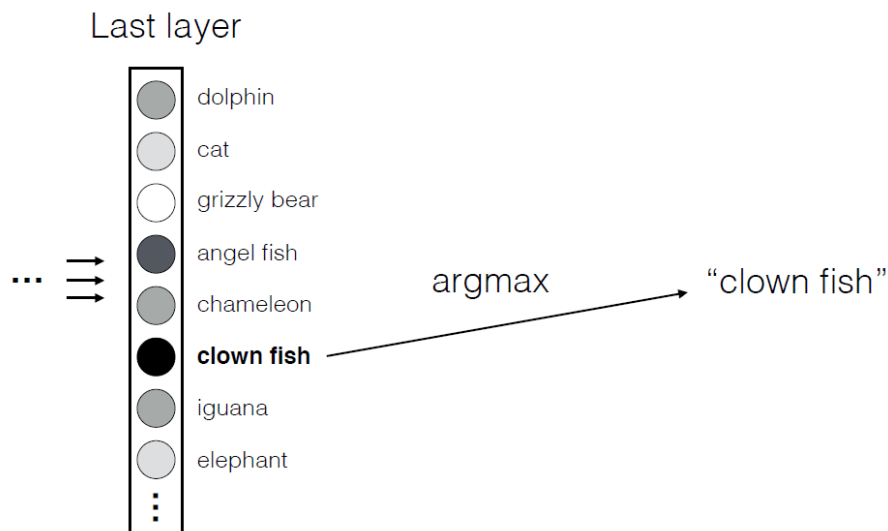 Last layer
dolphin
cat
grizzly bear
angel fish
chameleon
clown fish
iguana
elephant
...
...
argmax
“clown fish”